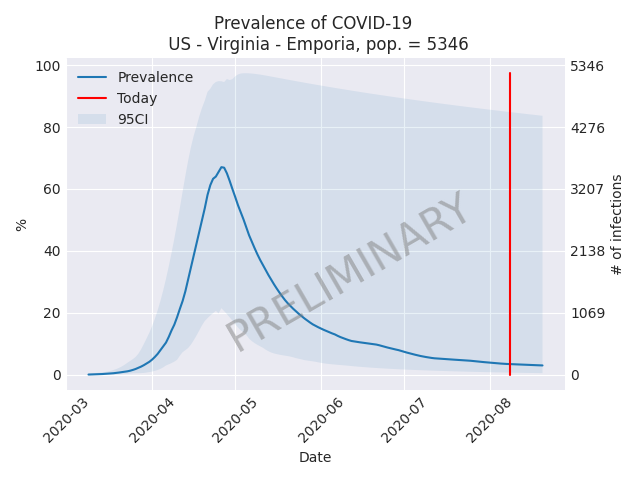 Prevalence of COVID-19
US - Virginia - Emporia, pop. = 5346
Prevalence
Today
95CI
100
80
60
40
20
0
%
5346
4276
3207
2138
1069
0
# of infections
PRELIMINARY
2020-03
2020-04
2020-05
2020-06
2020-07
2020-08
Date